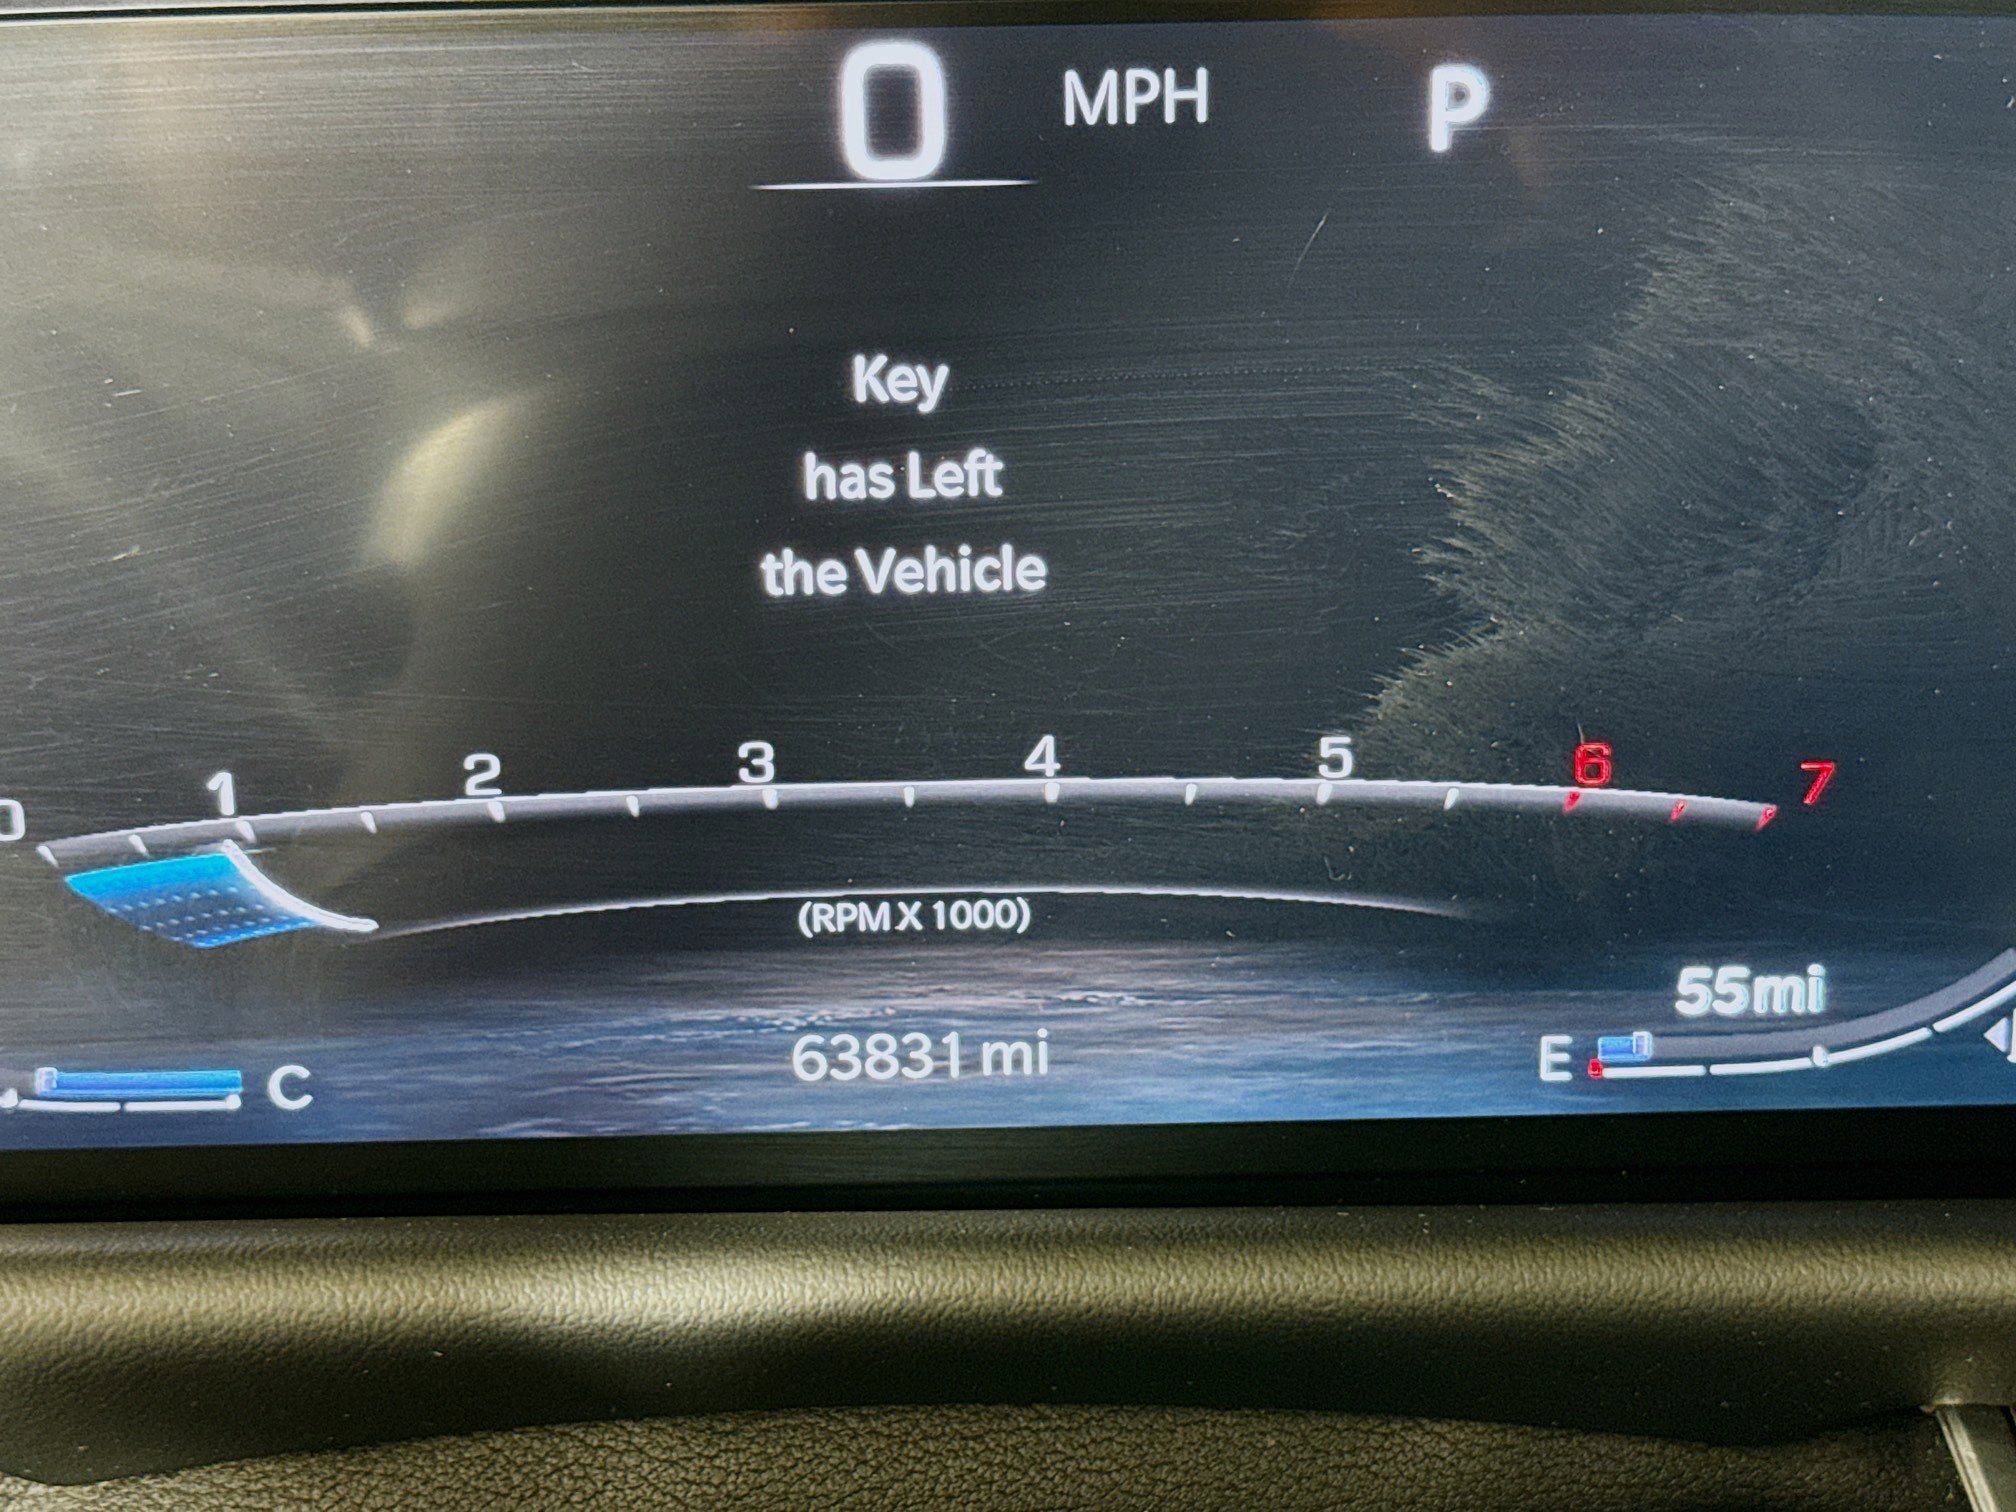 0 MPH P
Key
has Left
the Vehicle
0 1 2 3 4 5 6 7
(RPM X 1000)
55mi
C 63831 mi E